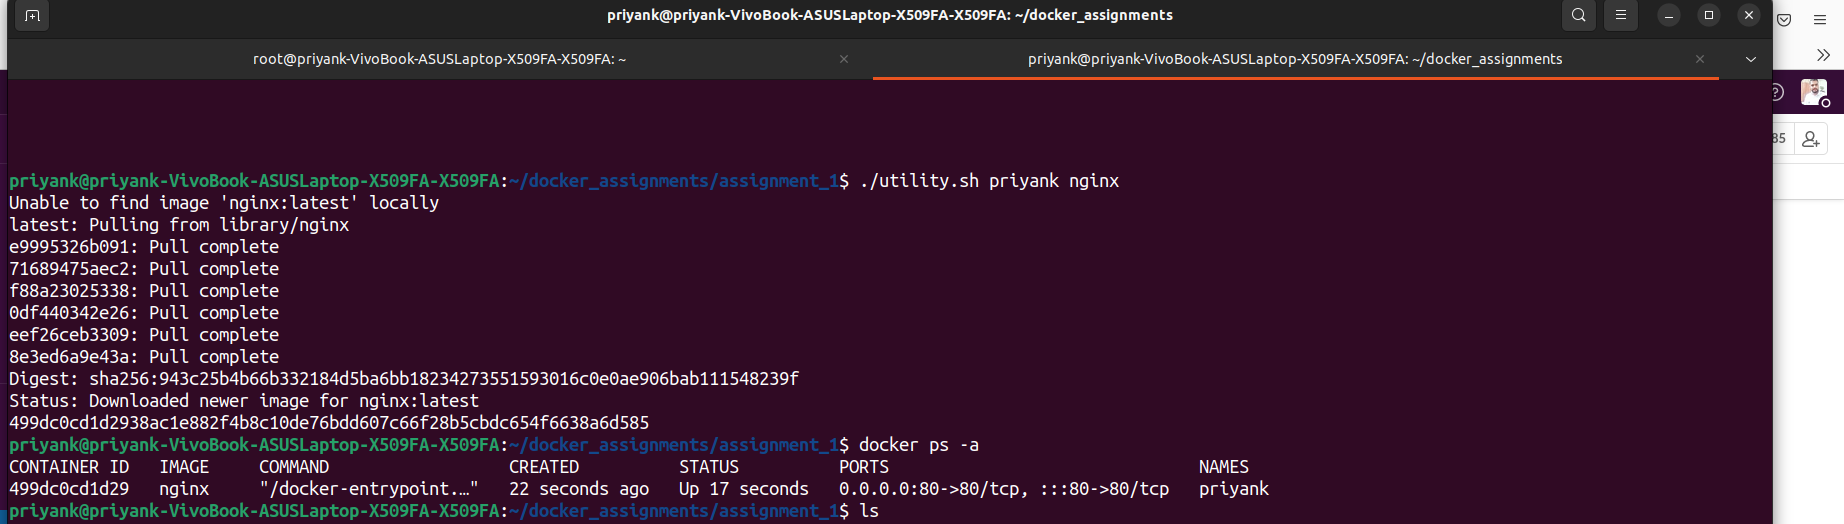 priyank@priyank-VivoBook-ASUSLaptop-X509FA-X509FA: ~/docker_assignments
root@priyank-VivoBook-ASUSLaptop-X509FA-X509FA: ~
priyank@priyank-VivoBook-ASUSLaptop-X509FA-X509FA: ~/docker_assignments
85
priyank@priyank-VivoBook-ASUSLaptop-X509FA-X509FA:~/docker_assignments/assignment_1$ ./utility.sh priyank nginx
Unable to find image 'nginx:latest' locally
latest: Pulling from library/nginx
e9995326b091: Pull complete
71689475aec2: Pull complete
f88a23025338: Pull complete
0df440342e26: Pull complete
eef26ceb3309: Pull complete
8e3ed6a9e43a: Pull complete
Digest: sha256:943c25b4b66b332184d5ba6bb18234273551593016c0e0ae906bab111548239f
Status: Downloaded newer image for nginx:latest
499dc0cd1d2938ac1e882f4b8c10de76bdd607c66f28b5cbdc654f6638a6d585
priyank@priyank-VivoBook-ASUSLaptop-X509FA-X509FA:~/docker_assignments/assignment_1$ docker ps -a
CONTAINER ID IMAGE COMMAND CREATED STATUS PORTS NAMES
499dc0cd1d29 nginx "/docker-entrypoint.…" 22 seconds ago Up 17 seconds 0.0.0.0:80->80/tcp, :::80->80/tcp priyank
priyank@priyank-VivoBook-ASUSLaptop-X509FA-X509FA:~/docker_assignments/assignment_1$ ls